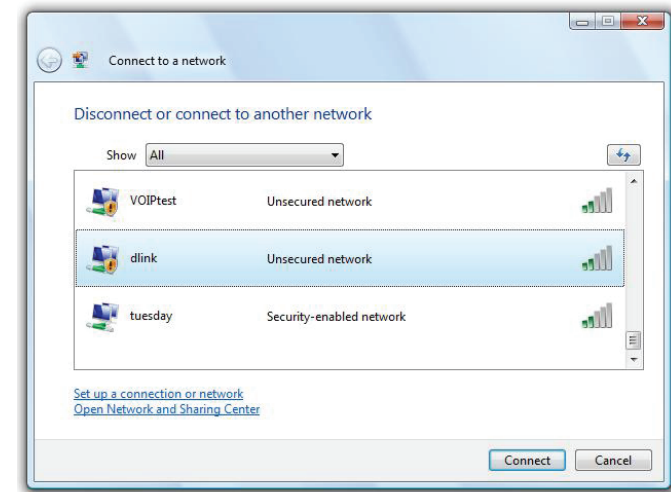 Connect to a network
Disconnect or connect to another network
Show All
VOIPtest Unsecured network
dlink Unsecured network
tuesday Security-enabled network
Set up a connection or network
Open Network and Sharing Center
Connect Cancel